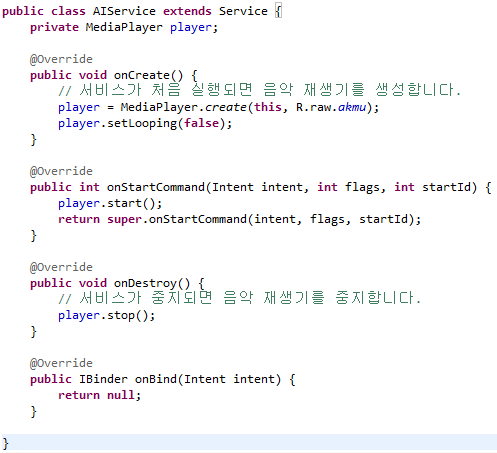 public class AIService extends Service {
    private MediaPlayer player;

    @Override
    public void onCreate() {
        // 서비스가 처음 실행되면 음악 재생기를 생성합니다.
        player = MediaPlayer.create(this, R.raw.akmu);
        player.setLooping(false);
    }

    @Override
    public int onStartCommand(Intent intent, int flags, int startId) {
        player.start();
        return super.onStartCommand(intent, flags, startId);
    }

    @Override
    public void onDestroy() {
        // 서비스가 중지되면 음악 재생기를 중지합니다.
        player.stop();
    }

    @Override
    public IBinder onBind(Intent intent) {
        return null;
    }

}